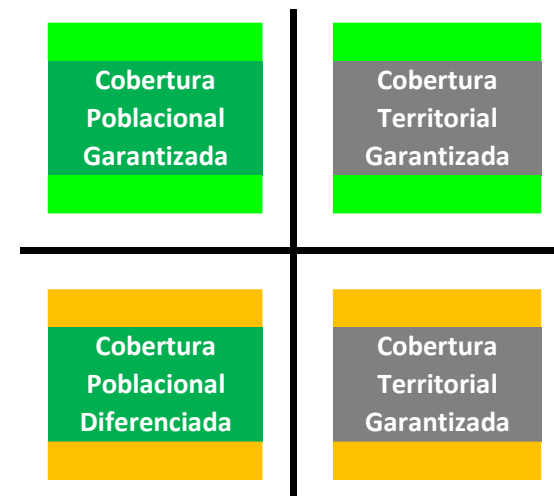 Cobertura
Poblacional
Garantizada
Cobertura
Territorial
Garantizada
Cobertura
Poblacional
Diferenciada
Cobertura
Territorial
Garantizada